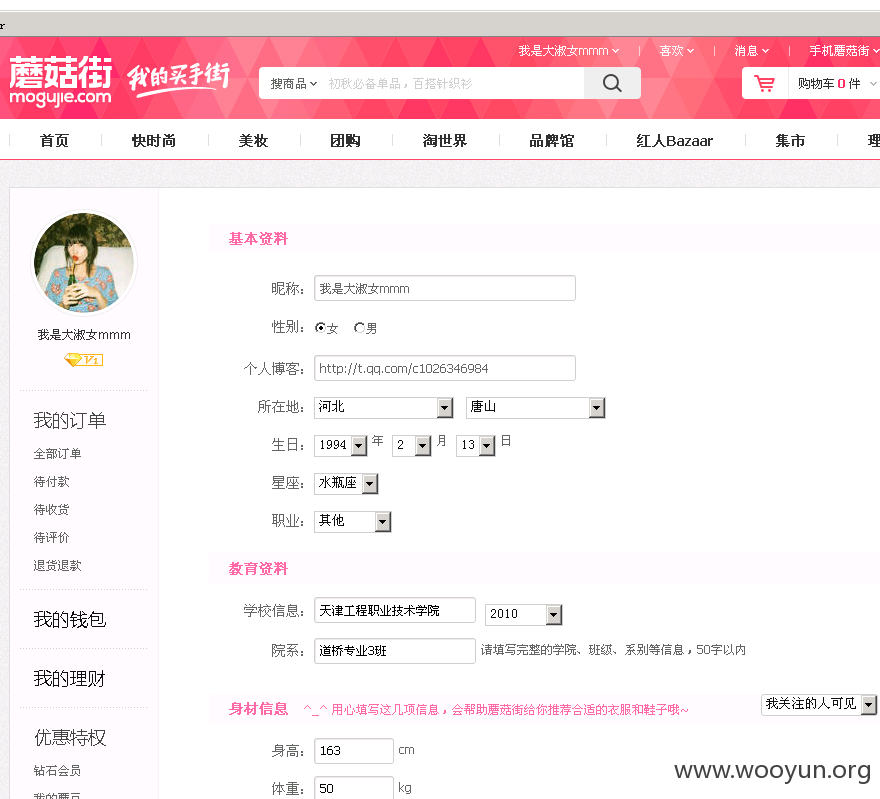 r
我是大淑女mmm 喜欢 消息 手机蘑菇街
蘑菇街 我的买手街
mogujie.com
搜商品 初秋必备单品，百搭针织衫 购物车 0 件
首页 快时尚 美妆 团购 淘世界 品牌馆 红人Bazaar 集市 理
基本资料
昵称： 我是大淑女mmm
性别： 女 男
我是大淑女mmm
V1
个人博客： http://t.qq.com/c1026346984
所在地： 河北 唐山
生日： 1994 年 2 月 13 日
星座： 水瓶座
职业： 其他
我的订单
全部订单
待付款
待收货
待评价
退货退款
我的钱包
我的理财
优惠特权
钻石会员
我的蘑豆
教育资料
学校信息： 天津工程职业技术学院 2010
院系： 道桥专业3班 请填写完整的学院、班级、系别等信息，50字以内
身材信息 ^_^ 用心填写这几项信息，会帮助蘑菇街给你推荐合适的衣服和鞋子哦~ 我关注的人可见
身高： 163 cm
体重： 50 kg
www.wooyun.org